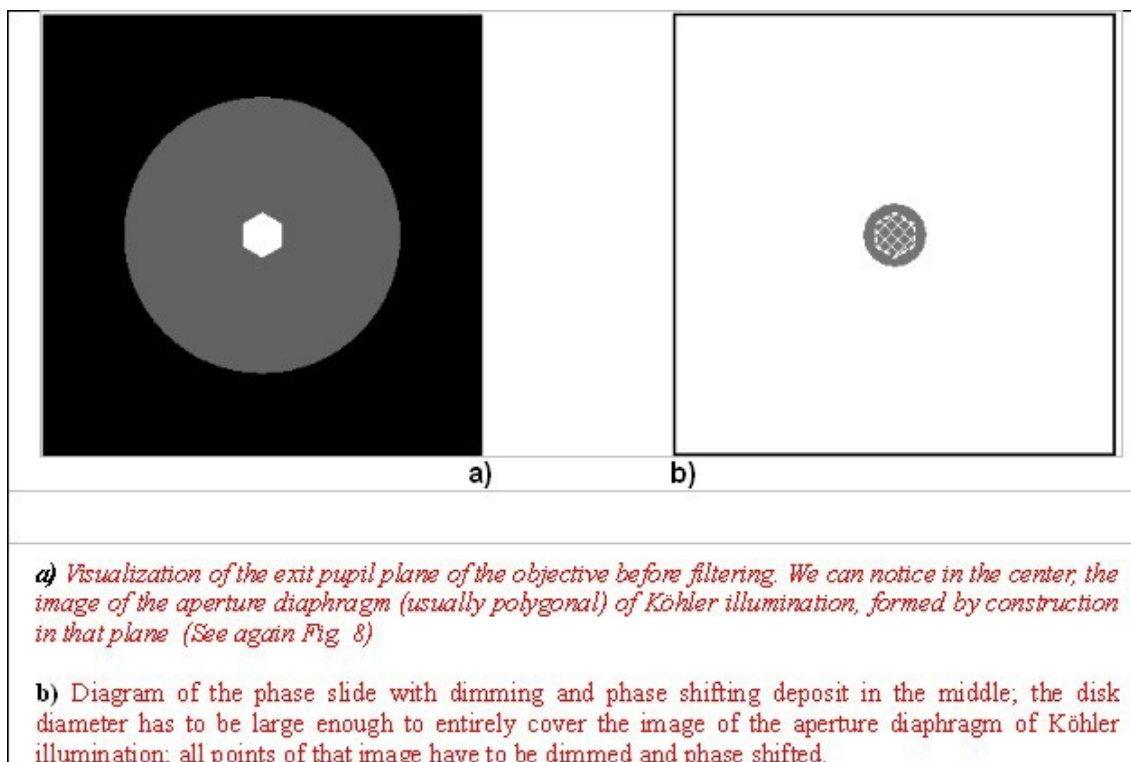 a) b)
a) Visualization of the exit pupil plane of the objective before filtering. We can notice in the center, the
image of the aperture diaphragm (usually polygonal) of Köhler illumination, formed by construction
in that plane (See again Fig. 8)
b) Diagram of the phase slide with dimming and phase shifting deposit in the middle; the disk
diameter has to be large enough to entirely cover the image of the aperture diaphragm of Köhler
illumination; all points of that image have to be dimmed and phase shifted.